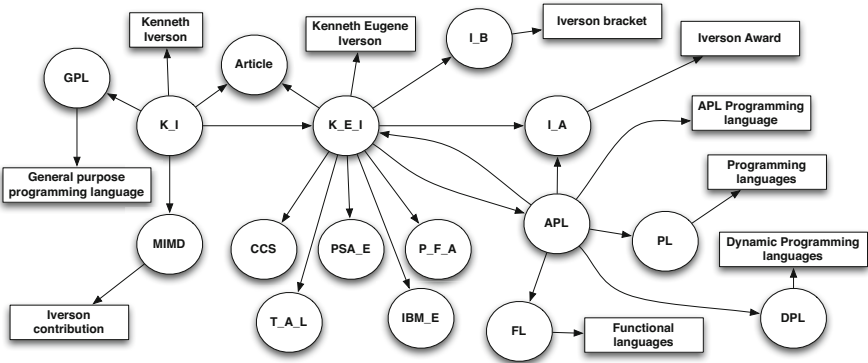 Kenneth
Iverson
Kenneth Eugene
Iverson
I_B
Iverson bracket
Iverson Award
GPL
Article
K_I
K_E_I
I_A
APL Programming
language
General purpose
programming language
Programming
languages
MIMD
CCS
PSA_E
P_F_A
APL
PL
Dynamic Programming
languages
Iverson
contribution
T_A_L
IBM_E
FL
Functional
languages
DPL